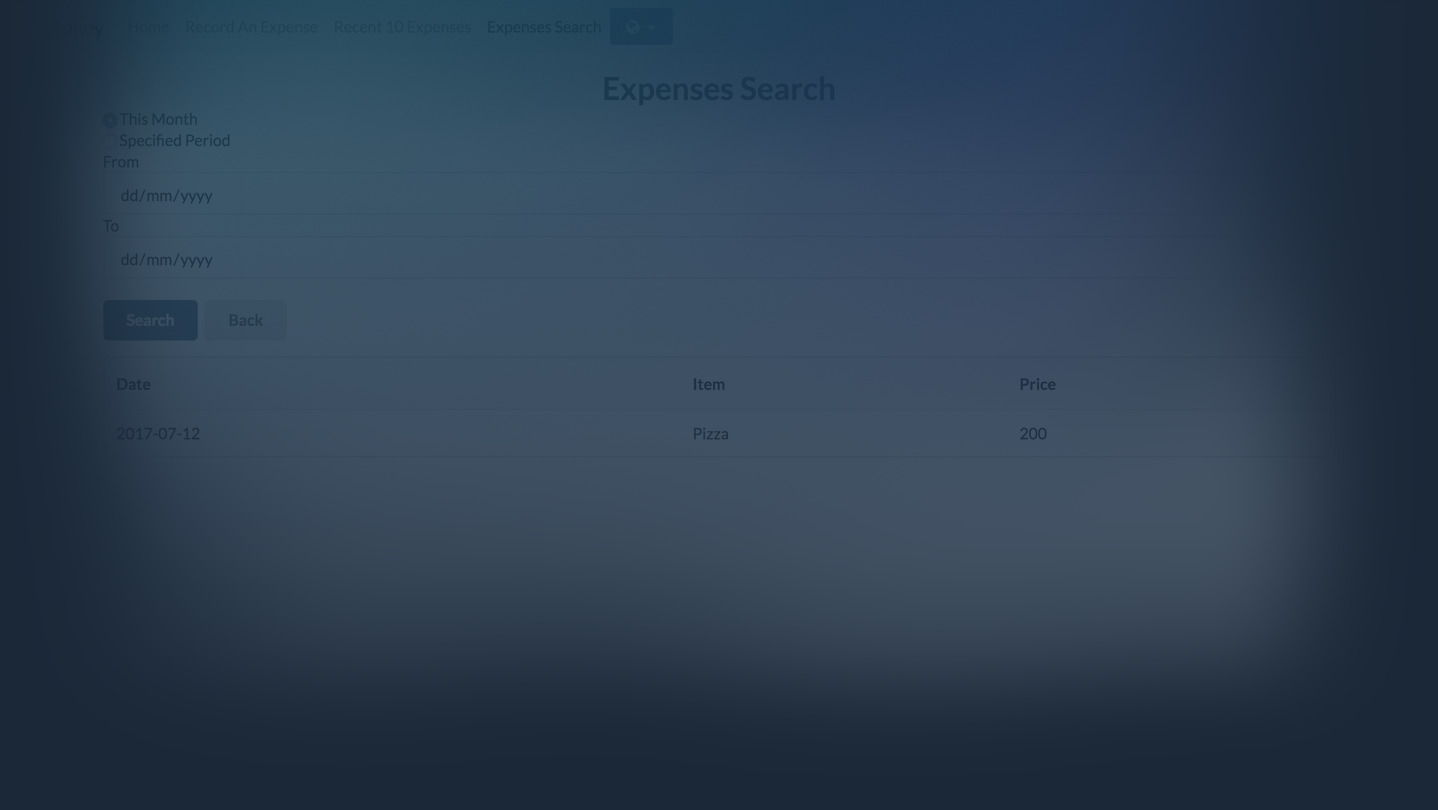 Home Record An Expense Recent 10 Expenses Expenses Search
Expenses Search
This Month
Specified Period
From
dd/mm/yyyy
To
dd/mm/yyyy
Search Back
Date Item Price
2017-07-12 Pizza 200